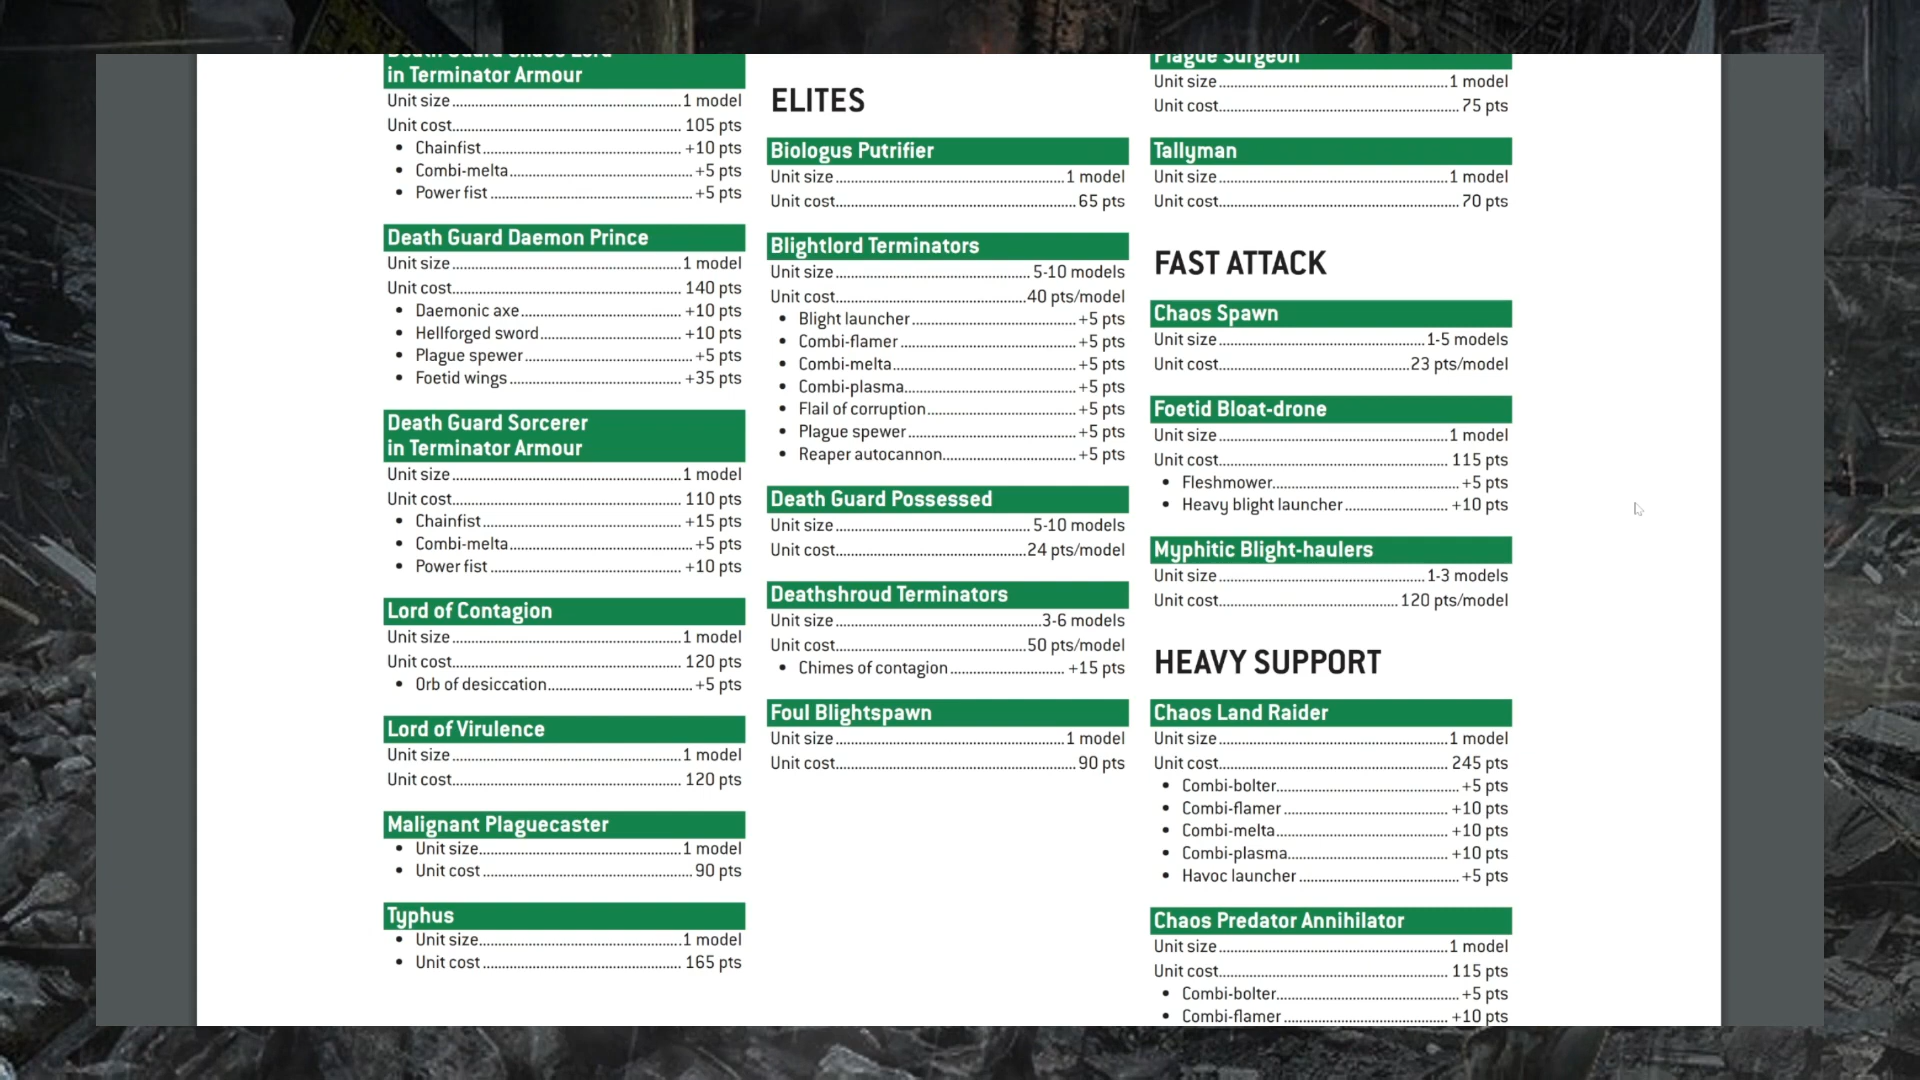 Death Guard Chaos Lord
in Terminator Armour
Unit size.....1 model
Unit cost.....105 pts
• Chainfist.....+10 pts
• Combi-melta.....+5 pts
• Power fist.....+5 pts
Death Guard Daemon Prince
Unit size.....1 model
Unit cost.....140 pts
• Daemonic axe.....+10 pts
• Hellforged sword.....+10 pts
• Plague spewer.....+5 pts
• Foetid wings.....+35 pts
Death Guard Sorcerer
in Terminator Armour
Unit size.....1 model
Unit cost.....110 pts
• Chainfist.....+15 pts
• Combi-melta.....+5 pts
• Power fist.....+10 pts
Lord of Contagion
Unit size.....1 model
Unit cost.....120 pts
• Orb of desiccation.....+5 pts
Lord of Virulence
Unit size.....1 model
Unit cost.....120 pts
Malignant Plaguecaster
• Unit size.....1 model
• Unit cost.....90 pts
Typhus
• Unit size.....1 model
• Unit cost.....165 pts
ELITES
Biologus Putrifier
Unit size.....1 model
Unit cost.....65 pts
Blightlord Terminators
Unit size.....5-10 models
Unit cost.....40 pts/model
• Blight launcher.....+5 pts
• Combi-flamer.....+5 pts
• Combi-melta.....+5 pts
• Combi-plasma.....+5 pts
• Flail of corruption.....+5 pts
• Plague spewer.....+5 pts
• Reaper autocannon.....+5 pts
Death Guard Possessed
Unit size.....5-10 models
Unit cost.....24 pts/model
Deathshroud Terminators
Unit size.....3-6 models
Unit cost.....50 pts/model
• Chimes of contagion.....+15 pts
Foul Blightspawn
Unit size.....1 model
Unit cost.....90 pts
Plague Surgeon
Unit size.....1 model
Unit cost.....75 pts
Tallyman
Unit size.....1 model
Unit cost.....70 pts
FAST ATTACK
Chaos Spawn
Unit size.....1-5 models
Unit cost.....23 pts/model
Foetid Bloat-drone
Unit size.....1 model
Unit cost.....115 pts
• Fleshmower.....+5 pts
• Heavy blight launcher.....+10 pts
Myphitic Blight-haulers
Unit size.....1-3 models
Unit cost.....120 pts/model
HEAVY SUPPORT
Chaos Land Raider
Unit size.....1 model
Unit cost.....245 pts
• Combi-bolter.....+5 pts
• Combi-flamer.....+10 pts
• Combi-melta.....+10 pts
• Combi-plasma.....+10 pts
• Havoc launcher.....+5 pts
Chaos Predator Annihilator
Unit size.....1 model
Unit cost.....115 pts
• Combi-bolter.....+5 pts
• Combi-flamer.....+10 pts